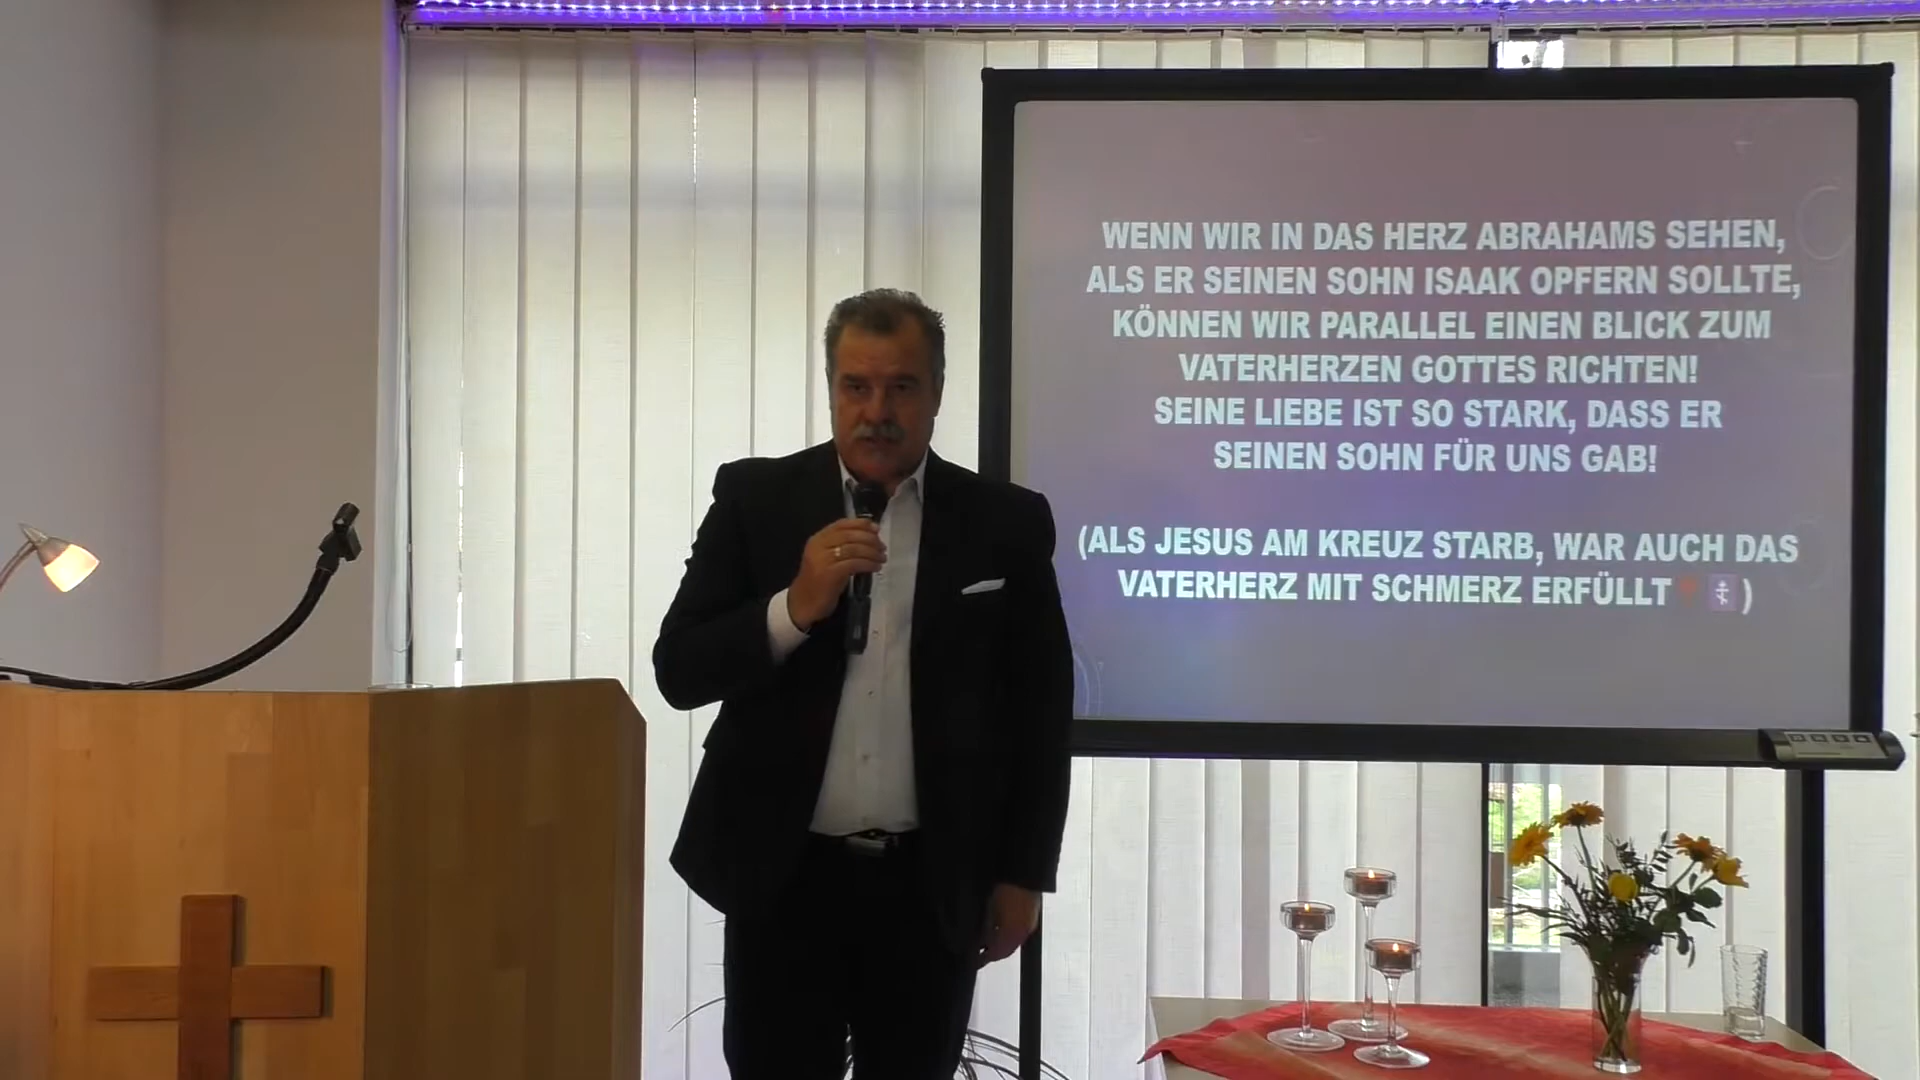 WENN WIR IN DAS HERZ ABRAHAMS SEHEN,
ALS ER SEINEN SOHN ISAAK OPFERN SOLLTE,
KÖNNEN WIR PARALLEL EINEN BLICK ZUM
VATERHERZEN GOTTES RICHTEN!
SEINE LIEBE IST SO STARK, DASS ER
SEINEN SOHN FÜR UNS GAB!
(ALS JESUS AM KREUZ STARB, WAR AUCH DAS
VATERHERZ MIT SCHMERZ ERFÜLLT❣️☦️)